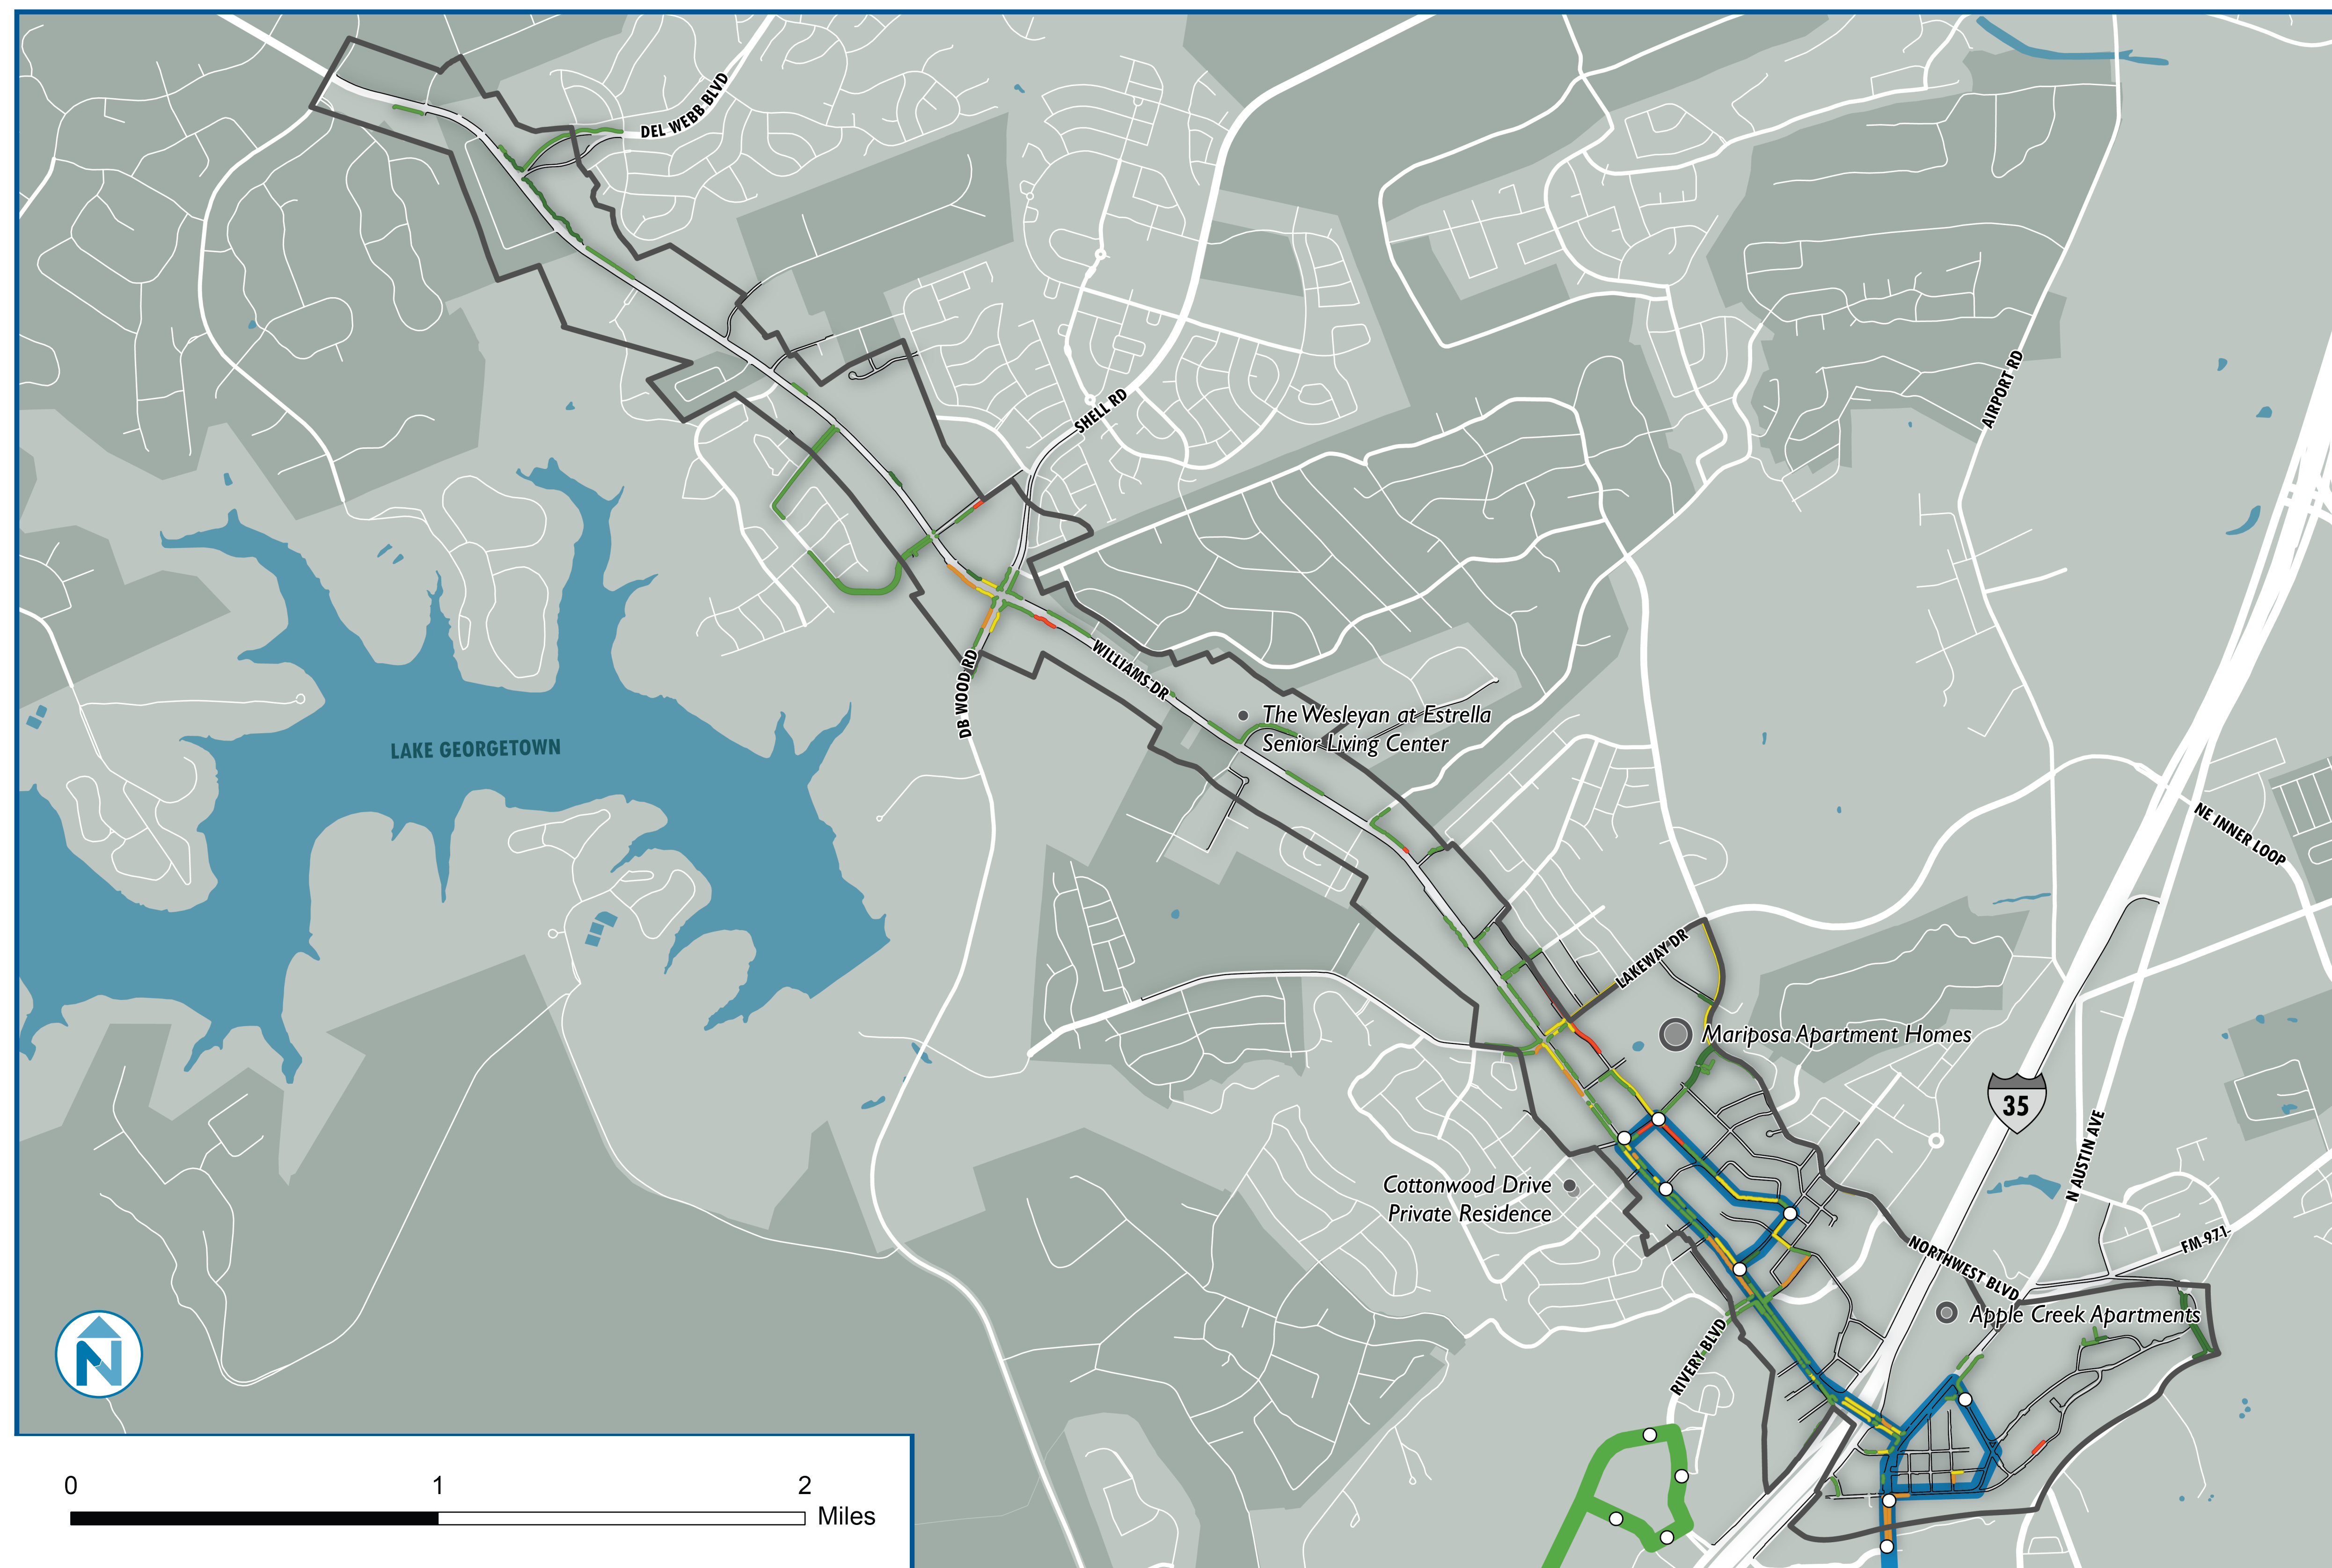 DEL WEBB BLVD
SHELL RD
AIRPORT RD
WILLIAMS DR
DB WOOD RD
The Wesleyan at Estrella
Senior Living Center
LAKE GEORGETOWN
NE INNER LOOP
LAKEWAY DR
Mariposa Apartment Homes
35
N AUSTIN AVE
Cottonwood Drive
Private Residence
NORTHWEST BLVD
FM-971
Apple Creek Apartments
RIVERY BLVD
N
0 1 2
Miles